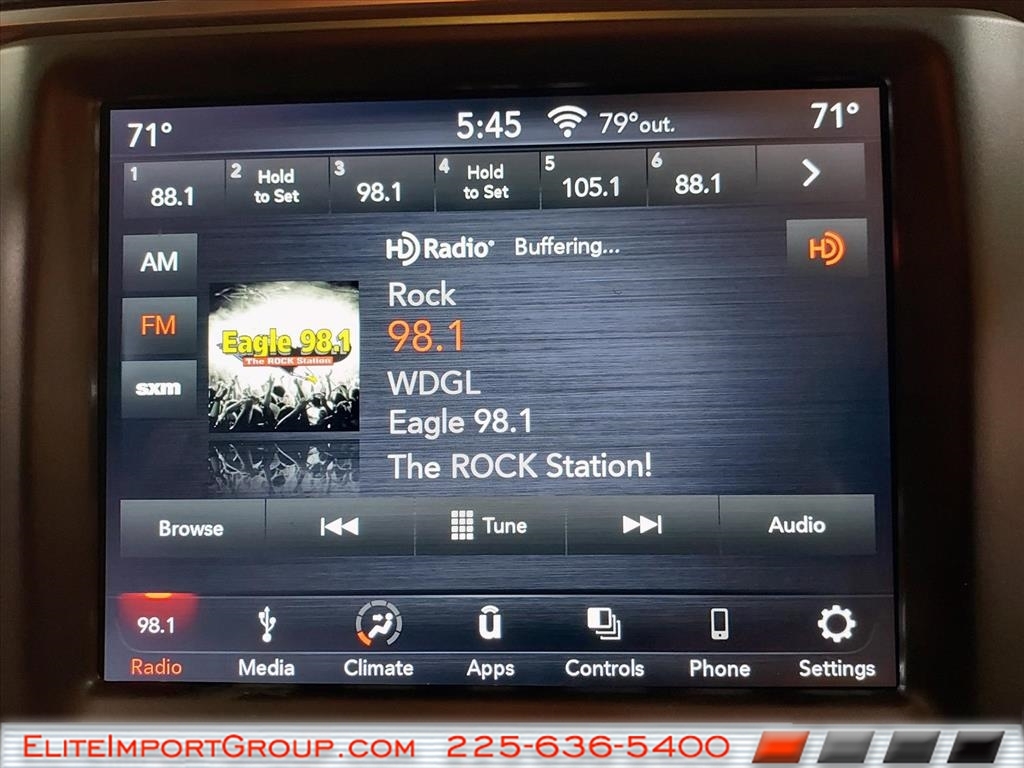 71° 5:45 79°out. 71°
1 88.1 2 Hold to Set 3 98.1 4 Hold to Set 5 105.1 6 88.1
AM HD Radio® Buffering... HD
Rock
FM 98.1
Eagle 98.1
The ROCK Station
sxm WDGL
Eagle 98.1
The ROCK Station!
Browse Tune Audio
98.1
Radio Media Climate Apps Controls Phone Settings
EliteImportGroup.com 225-636-5400